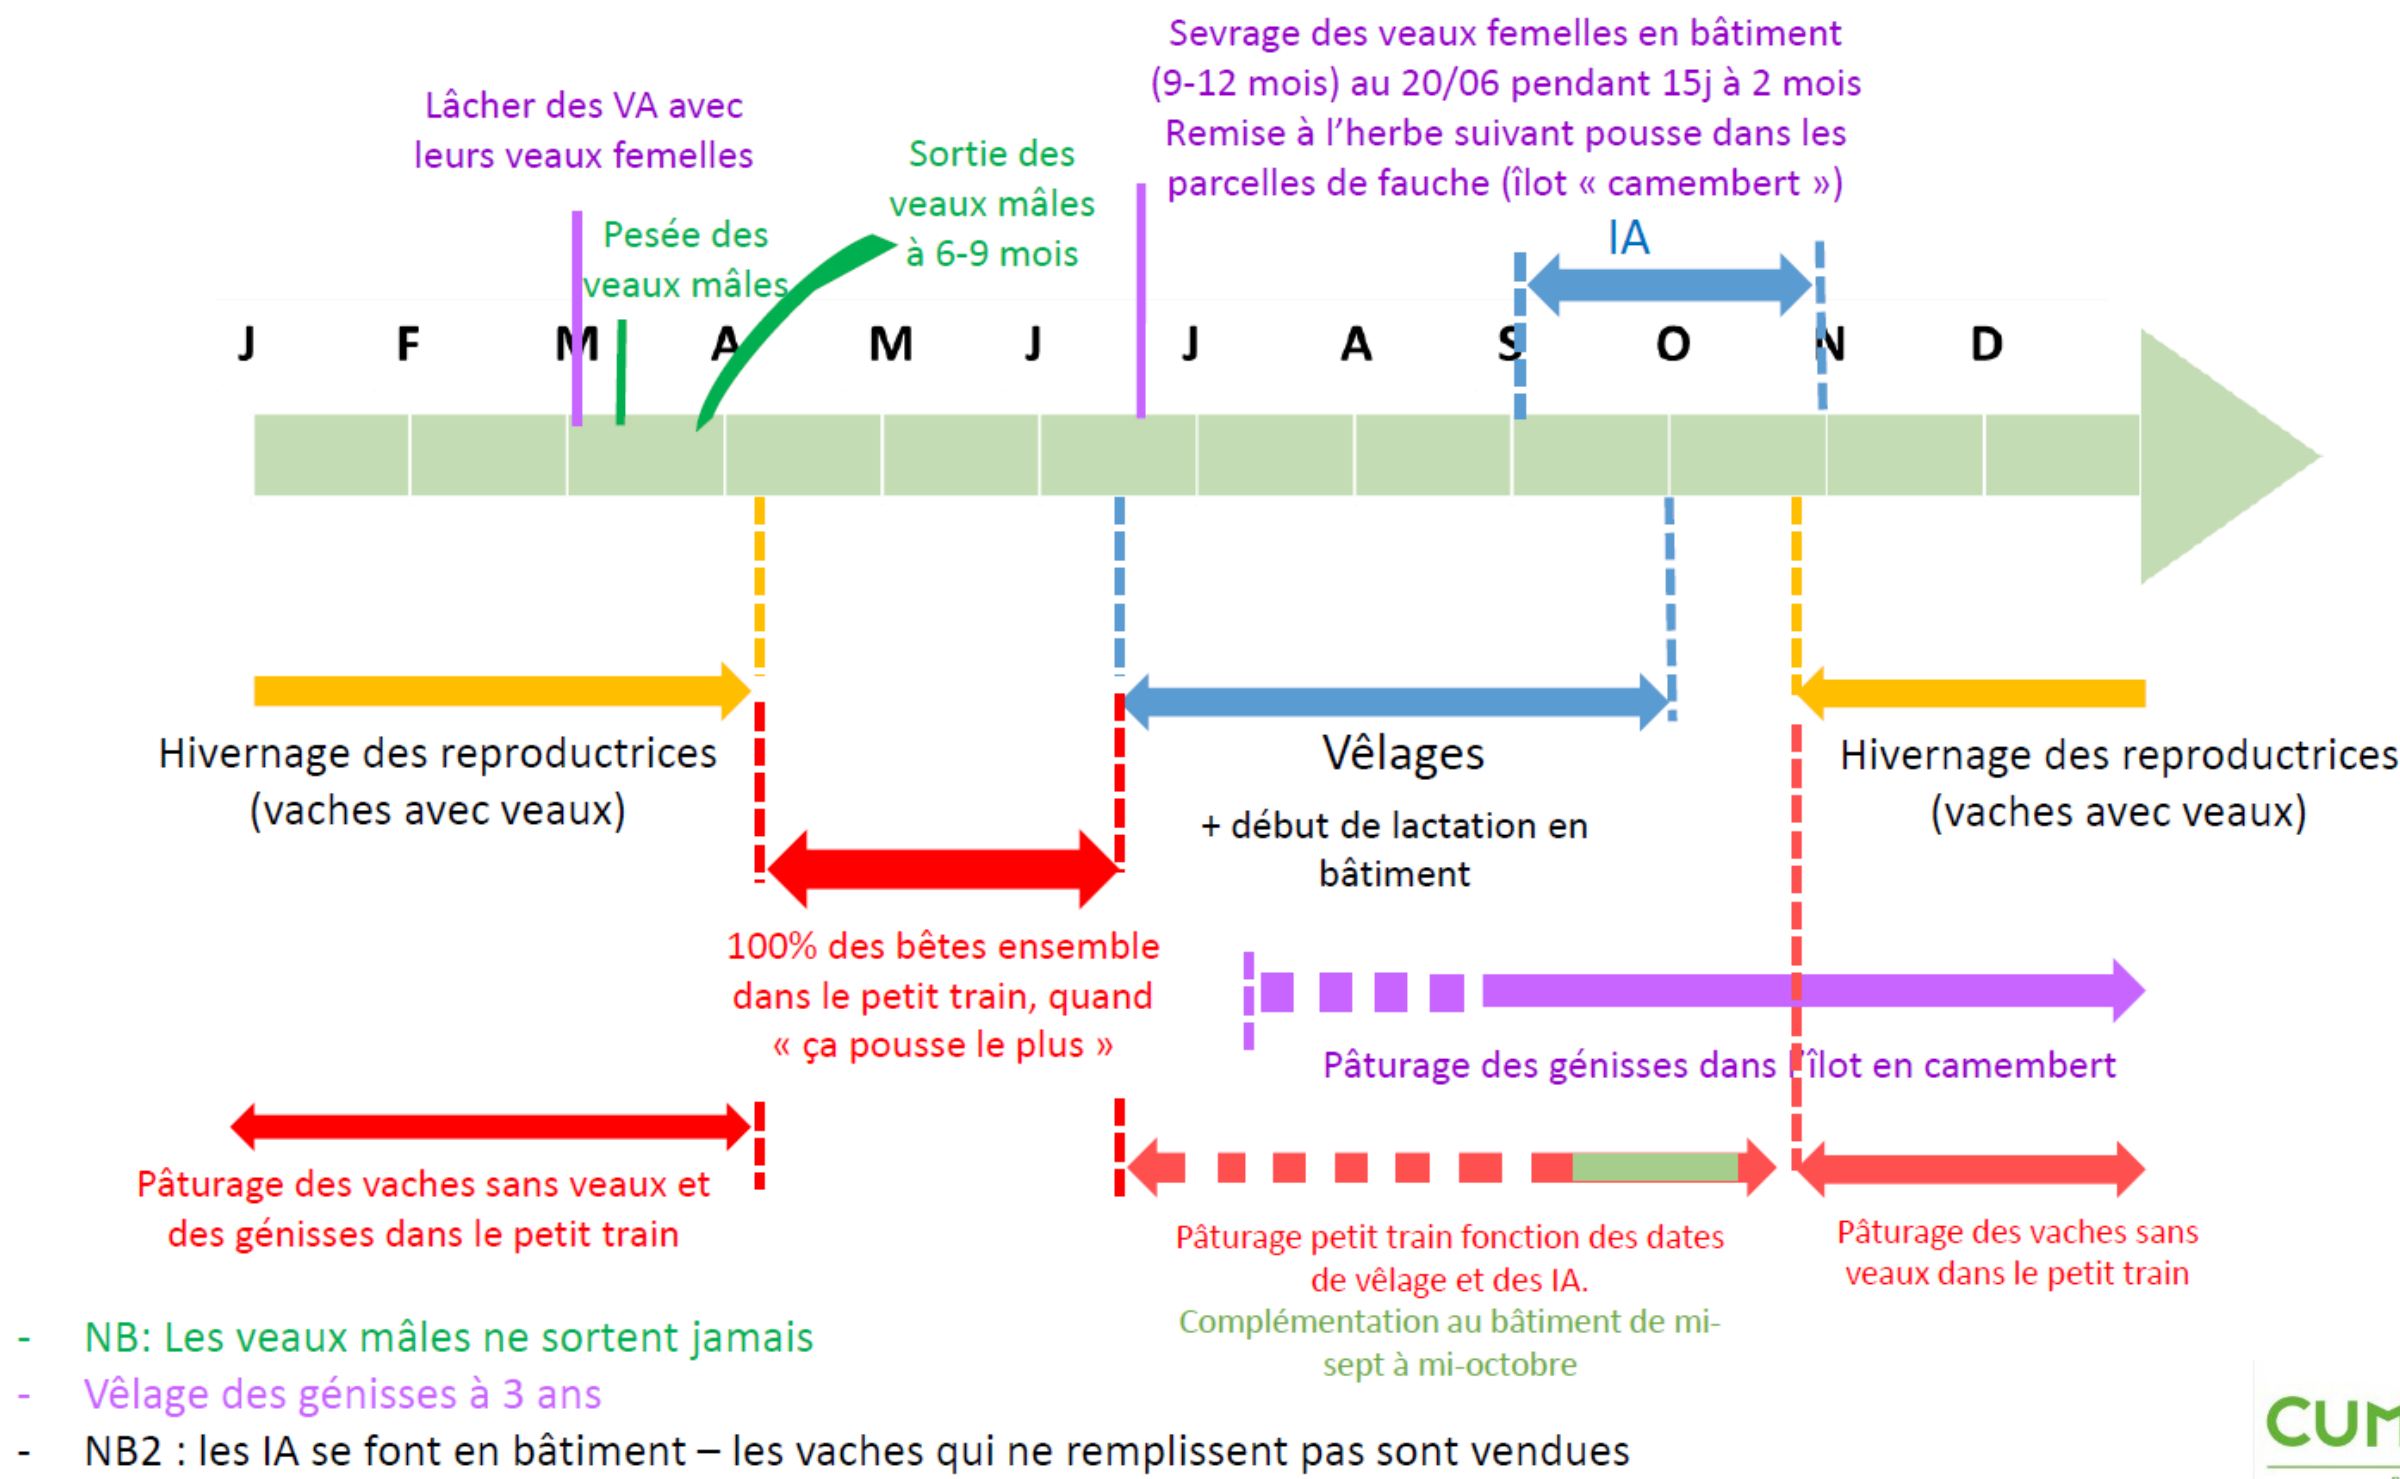 Sevrage des veaux femelles en bâtiment
(9-12 mois) au 20/06 pendant 15j à 2 mois
Remise à l'herbe suivant pousse dans les
parcelles de fauche (îlot « camembert »)
Lâcher des VA avec
leurs veaux femelles
Sortie des
veaux mâles
à 6-9 mois
Pesée des
veaux mâles
IA
J F M A M J J A S O N D
Hivernage des reproductrices
(vaches avec veaux)
Vêlages
+ début de lactation en
bâtiment
Hivernage des reproductrices
(vaches avec veaux)
100% des bêtes ensemble
dans le petit train, quand
« ça pousse le plus »
Pâturage des génisses dans l'îlot en camembert
Pâturage des vaches sans veaux et
des génisses dans le petit train
Pâturage petit train fonction des dates
de vêlage et des IA.
Complémentation au bâtiment de mi-
sept à mi-octobre
Pâturage des vaches sans
veaux dans le petit train
- NB: Les veaux mâles ne sortent jamais
- Vêlage des génisses à 3 ans
- NB2 : les IA se font en bâtiment – les vaches qui ne remplissent pas sont vendues